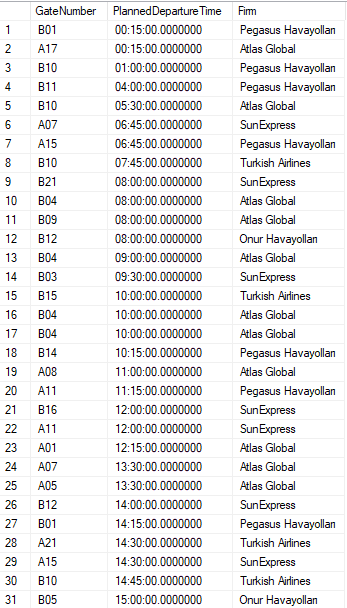 GateNumber PlannedDepartureTime Firm
1 B01 00:15:00.0000000 Pegasus Havayolları
2 A17 00:15:00.0000000 Atlas Global
3 B10 01:00:00.0000000 Pegasus Havayolları
4 B11 04:00:00.0000000 Pegasus Havayolları
5 B10 05:30:00.0000000 Atlas Global
6 A07 06:45:00.0000000 SunExpress
7 A15 06:45:00.0000000 Pegasus Havayolları
8 B10 07:45:00.0000000 Turkish Airlines
9 B21 08:00:00.0000000 SunExpress
10 B04 08:00:00.0000000 Atlas Global
11 B09 08:00:00.0000000 Atlas Global
12 B12 08:00:00.0000000 Onur Havayolları
13 B04 09:00:00.0000000 Atlas Global
14 B03 09:30:00.0000000 SunExpress
15 B15 10:00:00.0000000 Turkish Airlines
16 B04 10:00:00.0000000 Atlas Global
17 B04 10:00:00.0000000 Atlas Global
18 B14 10:15:00.0000000 Pegasus Havayolları
19 A08 11:00:00.0000000 Atlas Global
20 A11 11:15:00.0000000 Pegasus Havayolları
21 B16 12:00:00.0000000 SunExpress
22 A11 12:00:00.0000000 SunExpress
23 A01 12:15:00.0000000 Atlas Global
24 A07 13:30:00.0000000 Atlas Global
25 A05 13:30:00.0000000 Atlas Global
26 B12 14:00:00.0000000 SunExpress
27 B01 14:15:00.0000000 Pegasus Havayolları
28 A21 14:30:00.0000000 Turkish Airlines
29 A15 14:30:00.0000000 SunExpress
30 B10 14:45:00.0000000 Turkish Airlines
31 B05 15:00:00.0000000 Onur Havayolları